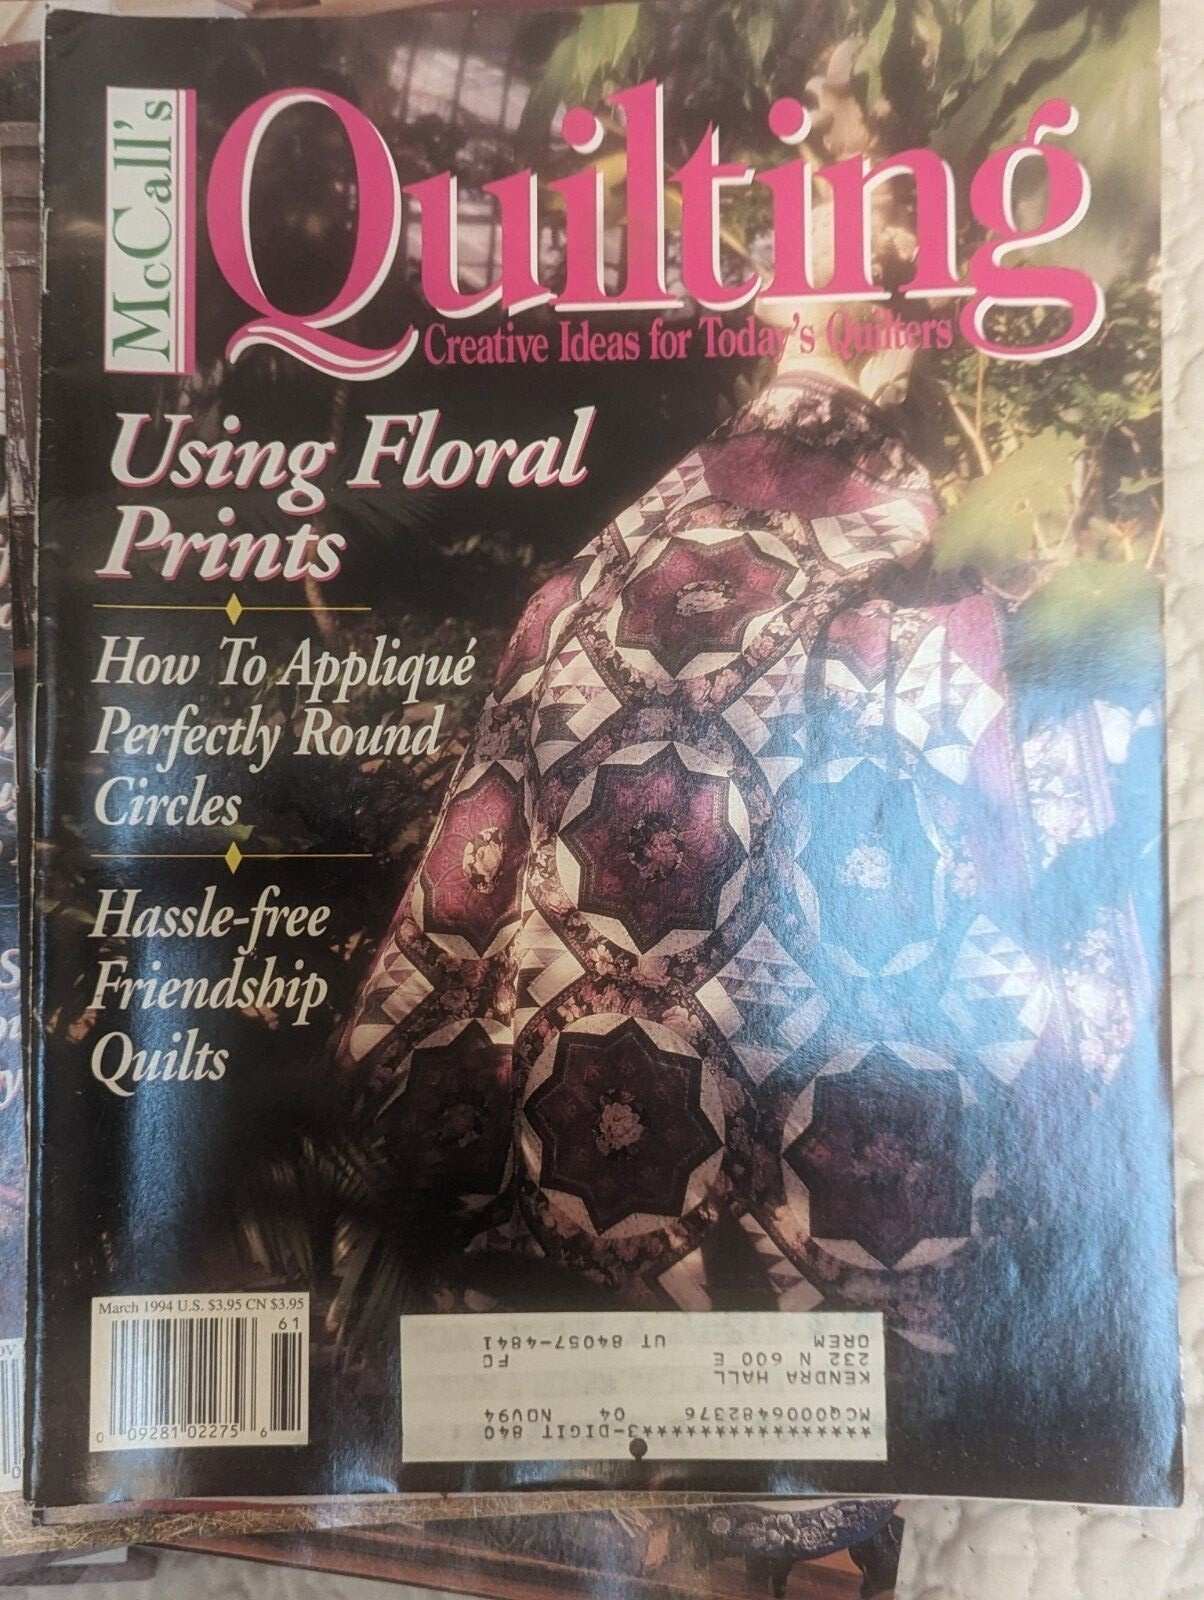 McCall's
Quilting
Creative Ideas for Today's Quilters
Using Floral
Prints
How To Appliqué
Perfectly Round
Circles
Hassle-free
Friendship
Quilts
March 1994 U.S. $3.95 CN $3.95
61
0 09281 02275 6
********************3-DIGIT 840
MCQ0006482376 04 NOV94
KENDRA HALL
232 N 600 E FC
OREM UT 84057-4841